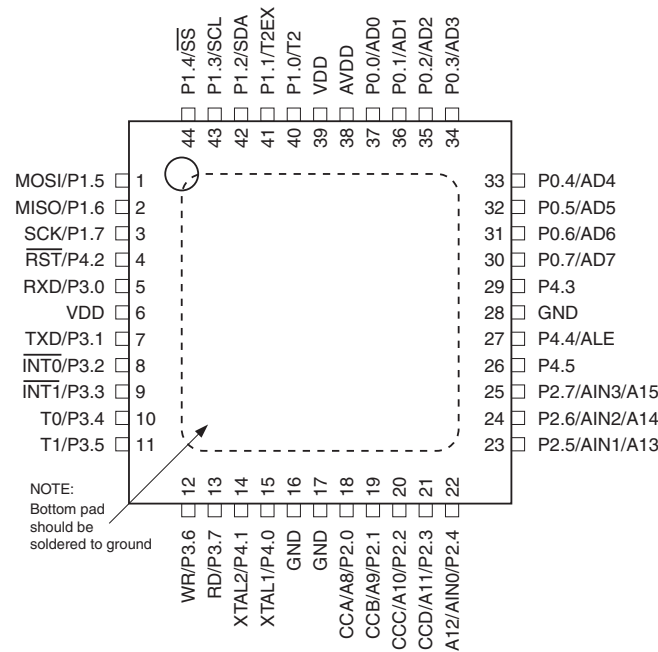 P1.4/S̅S̅
P1.3/SCL
P1.2/SDA
P1.1/T2EX
P1.0/T2
VDD
AVDD
P0.0/AD0
P0.1/AD1
P0.2/AD2
P0.3/AD3
44 43 42 41 40 39 38 37 36 35 34
MOSI/P1.5 1
MISO/P1.6 2
SCK/P1.7 3
R̅S̅T̅/P4.2 4
RXD/P3.0 5
VDD 6
TXD/P3.1 7
I̅N̅T̅0̅/P3.2 8
I̅N̅T̅1̅/P3.3 9
T0/P3.4 10
T1/P3.5 11
33 P0.4/AD4
32 P0.5/AD5
31 P0.6/AD6
30 P0.7/AD7
29 P4.3
28 GND
27 P4.4/ALE
26 P4.5
25 P2.7/AIN3/A15
24 P2.6/AIN2/A14
23 P2.5/AIN1/A13
NOTE:
Bottom pad
should be
soldered to ground
12 13 14 15 16 17 18 19 20 21 22
WR/P3.6
RD/P3.7
XTAL2/P4.1
XTAL1/P4.0
GND
GND
CCA/A8/P2.0
CCB/A9/P2.1
CCC/A10/P2.2
CCD/A11/P2.3
A12/AIN0/P2.4